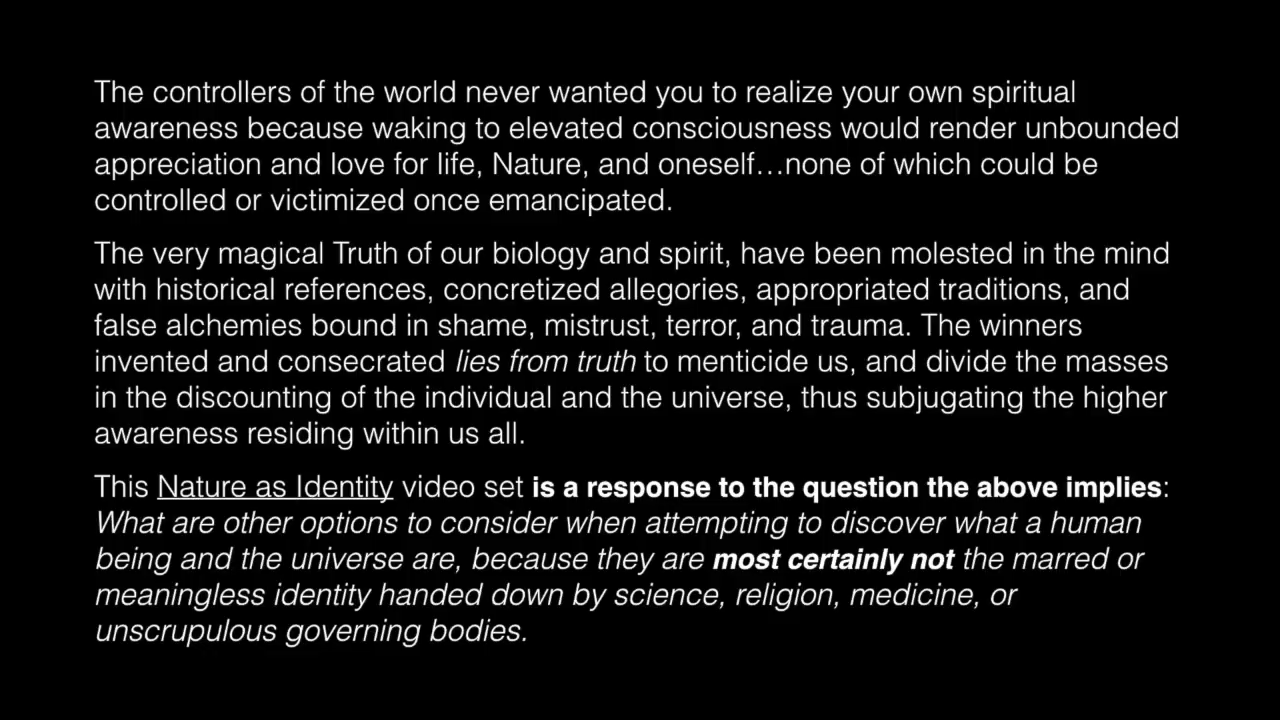 The controllers of the world never wanted you to realize your own spiritual
awareness because waking to elevated consciousness would render unbounded
appreciation and love for life, Nature, and oneself…none of which could be
controlled or victimized once emancipated.
The very magical Truth of our biology and spirit, have been molested in the mind
with historical references, concretized allegories, appropriated traditions, and
false alchemies bound in shame, mistrust, terror, and trauma. The winners
invented and consecrated lies from truth to menticide us, and divide the masses
in the discounting of the individual and the universe, thus subjugating the higher
awareness residing within us all.
This Nature as Identity video set is a response to the question the above implies:
What are other options to consider when attempting to discover what a human
being and the universe are, because they are most certainly not the marred or
meaningless identity handed down by science, religion, medicine, or
unscrupulous governing bodies.